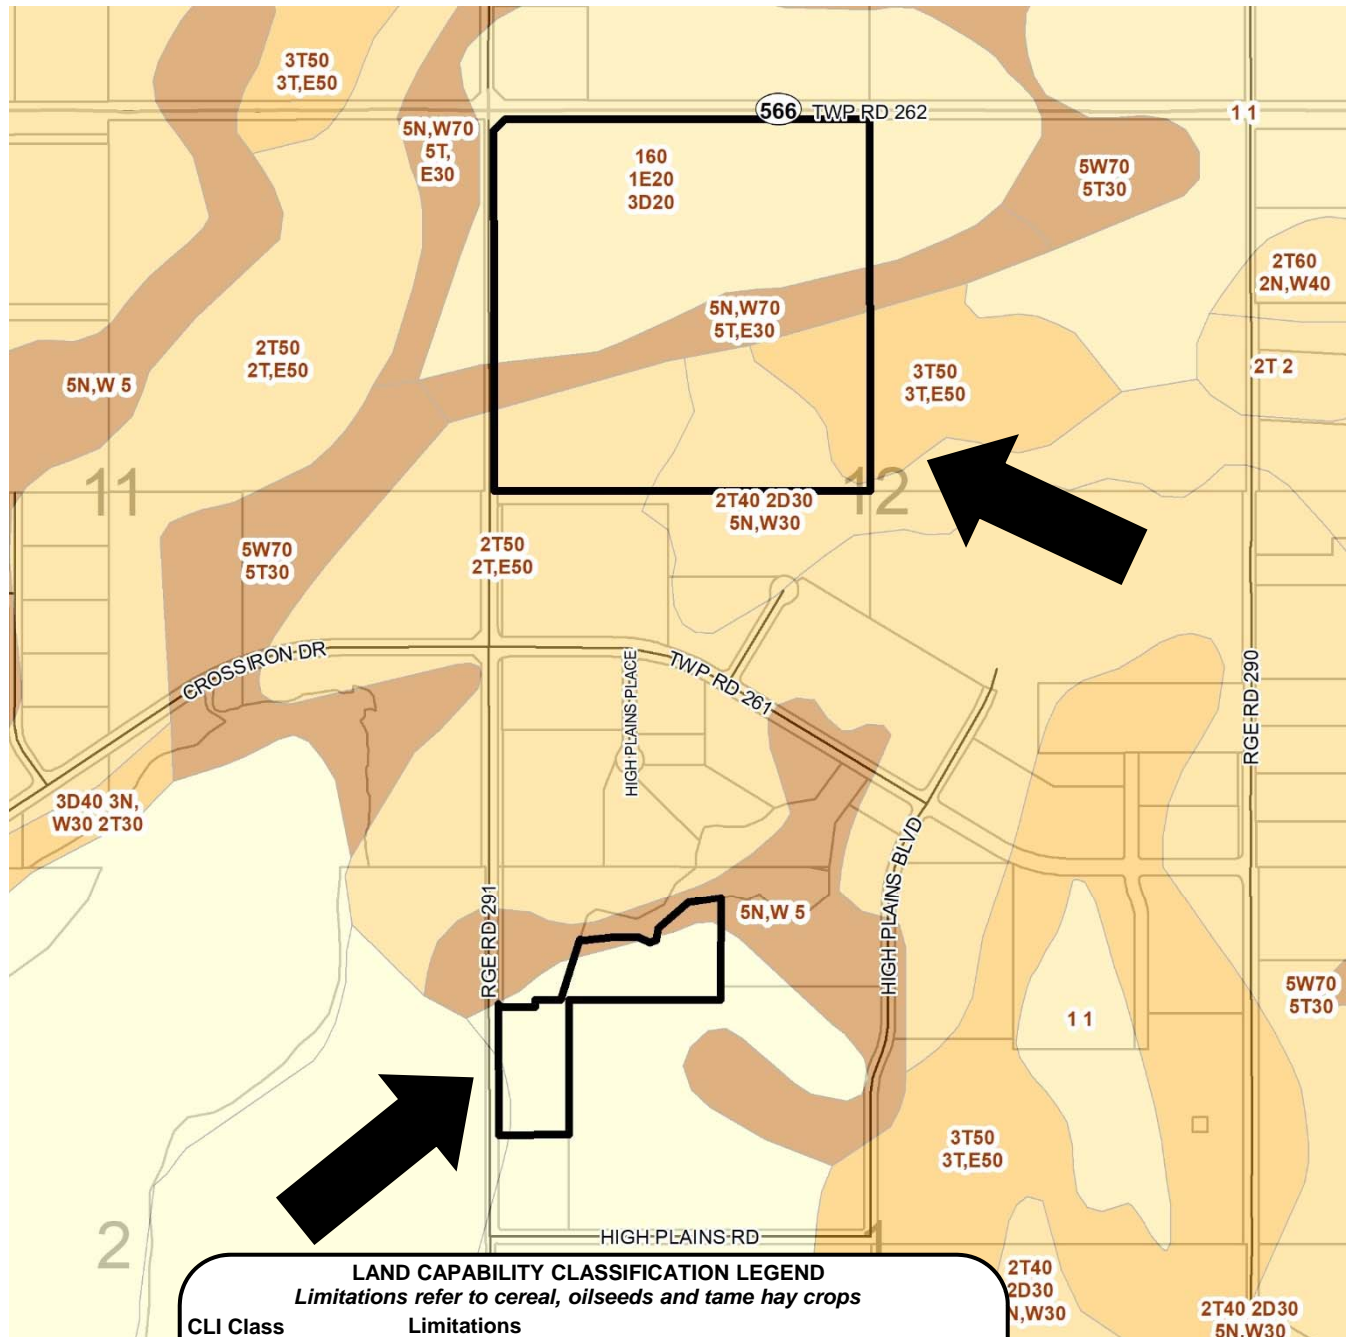 3T50
3T,E50
5N,W70
5T,
E30
566 TWP RD 262
1 1
160
1E20
3D20
5W70
5T30
2T60
2N,W40
5N,W70
5T,E30
2T50
2T,E50
5N,W 5
3T50
3T,E50
2T 2
11
12
2T40 2D30
5N,W30
5W70
5T30
2T50
2T,E50
CROSSIRON DR
HIGH PLAINS PLACE
TWP RD 261
RGE RD 290
3D40 3N,
W30 2T30
HIGH PLAINS BLVD
RGE RD 291
5N,W 5
5W70
5T30
1 1
3T50
3T,E50
2
HIGH PLAINS RD
1
2T40
2D30
N,W30
2T40 2D30
5N,W30
LAND CAPABILITY CLASSIFICATION LEGEND
Limitations refer to cereal, oilseeds and tame hay crops
CLI Class Limitations